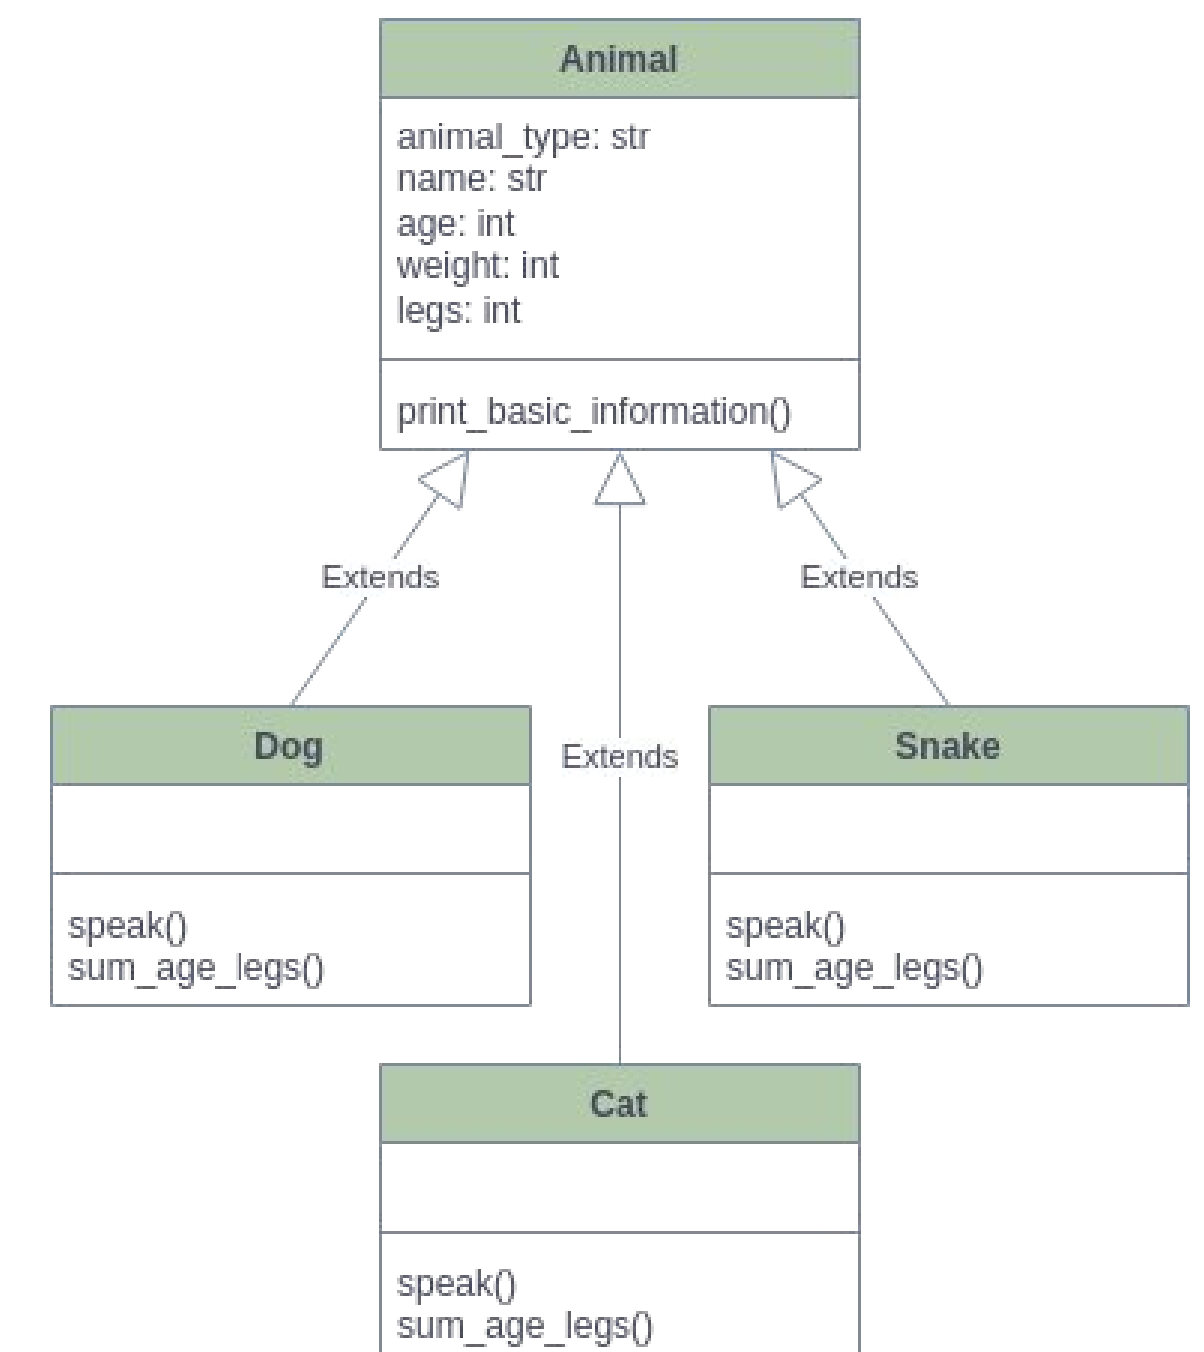 Animal
animal_type: str
name: str
age: int
weight: int
legs: int
print_basic_information()
Extends
Extends
Extends
Dog
speak()
sum_age_legs()
Snake
speak()
sum_age_legs()
Cat
speak()
sum_age_legs()